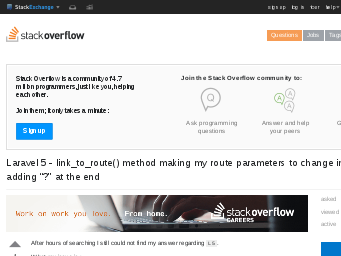 StackExchange
sign up log in tour help
stackoverflow
Questions Jobs Tags
Stack Overflow is a community of 4.7
million programmers, just like you, helping
each other.
Join them; it only takes a minute:
Sign up
Join the Stack Overflow community to:
Q
A
A
A
Ask programming
questions
Answer and help
your peers
G
Laravel 5 - link_to_route() method making my route parameters to change in
adding "?" at the end
Work on work you love. From home.
stackoverflow
CAREERS
asked
viewed
active
After hours of searching I still could not find my answer regarding L5.